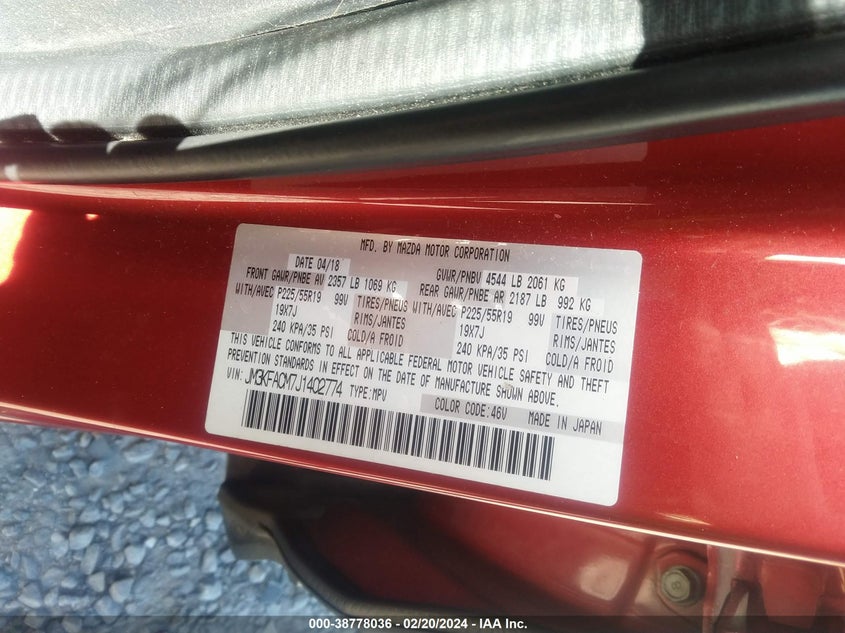 MFD. BY MAZDA MOTOR CORPORATION
DATE 04/18 GVWR/PNBV 4544 LB 2061 KG
FRONT GAWR/PNBE AV 2357 LB 1069 KG REAR GAWR/PNBE AR 2187 LB 992 KG
WITH/AVEC P225/55R19 99V TIRES/PNEUS WITH/AVEC P225/55R19 99V TIRES/PNEUS
19X7J RIMS/JANTES 19X7J RIMS/JANTES
240 KPA/35 PSI COLD/A FROID 240 KPA/35 PSI COLD/A FROID
THIS VEHICLE CONFORMS TO ALL APPLICABLE FEDERAL MOTOR VEHICLE SAFETY AND THEFT
PREVENTION STANDARDS IN EFFECT ON THE DATE OF MANUFACTURE SHOWN ABOVE.
VIN: JM3KFACM7J1402774 TYPE:MPV COLOR CODE:46V MADE IN JAPAN
000-38778036 - 02/20/2024 - IAA Inc.